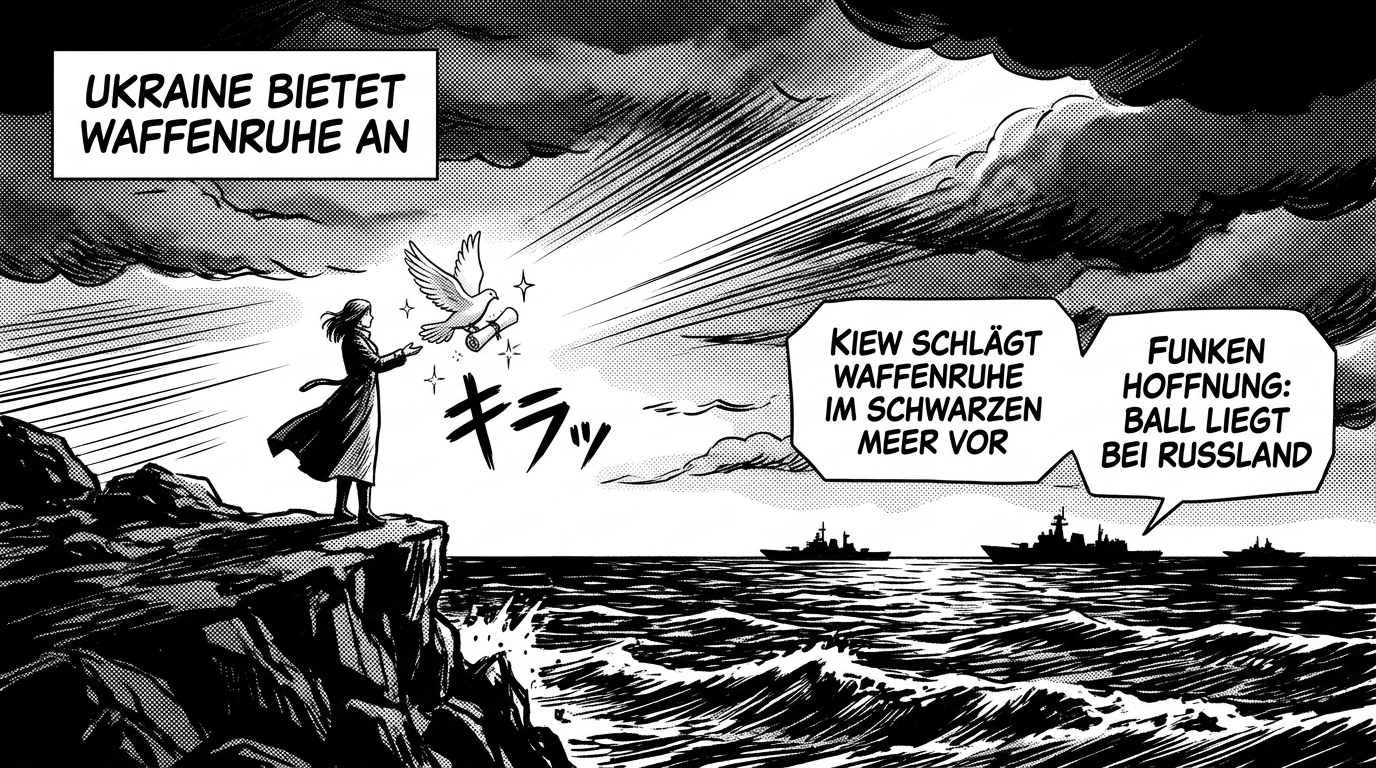 UKRAINE BIETET
WAFFENRUHE AN
キラッ
KIEW SCHLÄGT
WAFFENRUHE
IM SCHWARZEN
MEER VOR
FUNKEN
HOFFNUNG:
BALL LIEGT
BEI RUSSLAND